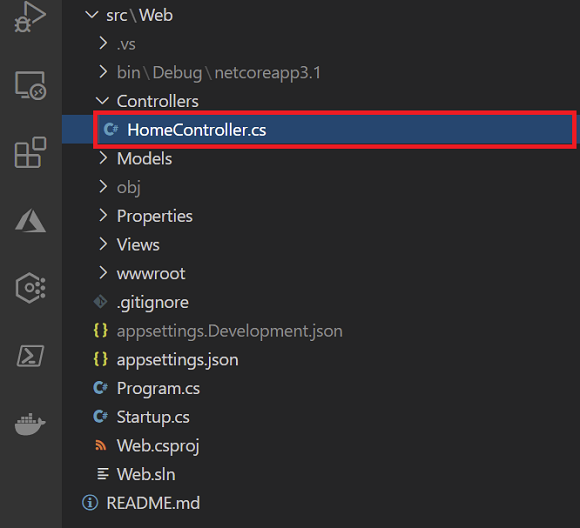 src\Web
.vs
bin\Debug\netcoreapp3.1
Controllers
C# HomeController.cs
Models
obj
Properties
Views
wwwroot
.gitignore
{} appsettings.Development.json
{} appsettings.json
C# Program.cs
C# Startup.cs
Web.csproj
Web.sln
README.md